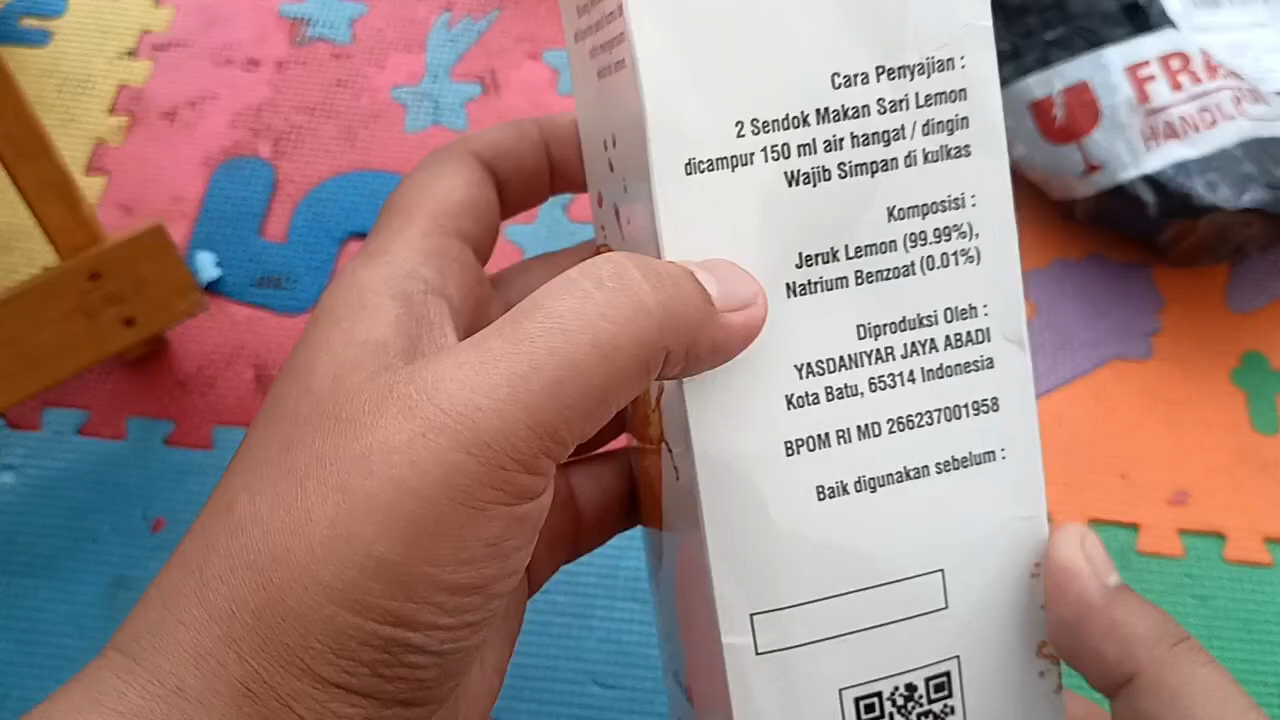 Cara Penyajian :
2 Sendok Makan Sari Lemon
dicampur 150 ml air hangat / dingin
Wajib Simpan di kulkas
Komposisi :
Jeruk Lemon (99.99%),
Natrium Benzoat (0.01%)
Diproduksi Oleh :
YASDANIYAR JAYA ABADI
Kota Batu, 65314 Indonesia
BPOM RI MD 266237001958
Baik digunakan sebelum :